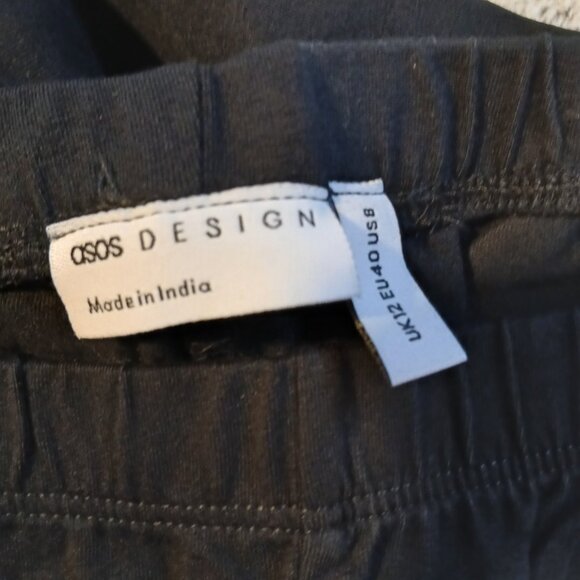 asos DESIGN
Made in India
UK12 EU40 US8